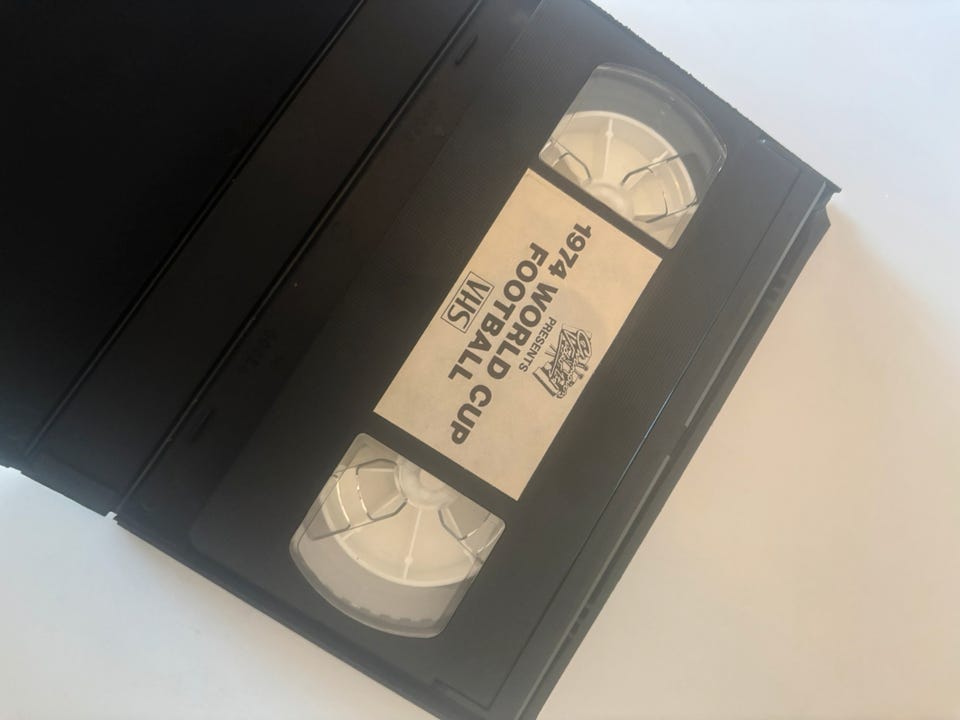 PRESENTS
1974 WORLD CUP
FOOTBALL
VHS